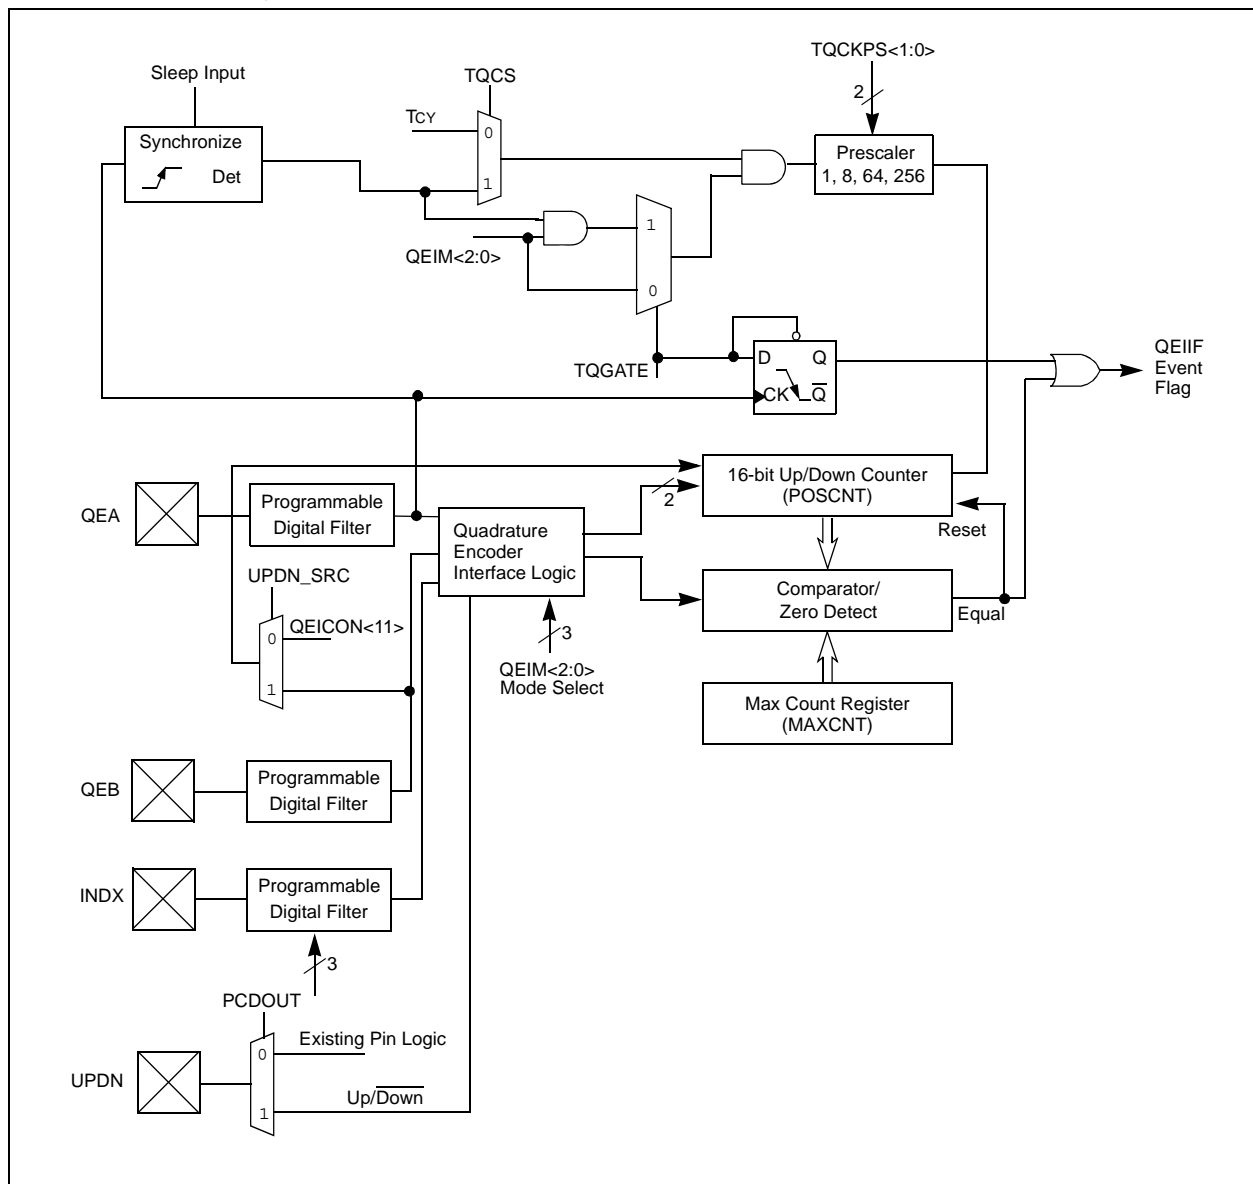 TQCKPS<1:0>
Sleep Input
TQCS
2
TCY
0
Synchronize
Det
1
Prescaler
1, 8, 64, 256
QEIM<2:0>
1
0
TQGATE
D Q
CK Q
QEIIF
Event
Flag
16-bit Up/Down Counter
(POSCNT)
2
Programmable
Digital Filter
QEA
Quadrature
Encoder
Interface Logic
Reset
UPDN_SRC
Comparator/
Zero Detect
Equal
0
QEICON<11>
1
3
QEIM<2:0>
Mode Select
Max Count Register
(MAXCNT)
QEB
Programmable
Digital Filter
INDX
Programmable
Digital Filter
3
PCDOUT
0
Existing Pin Logic
UPDN
Up/Down
1